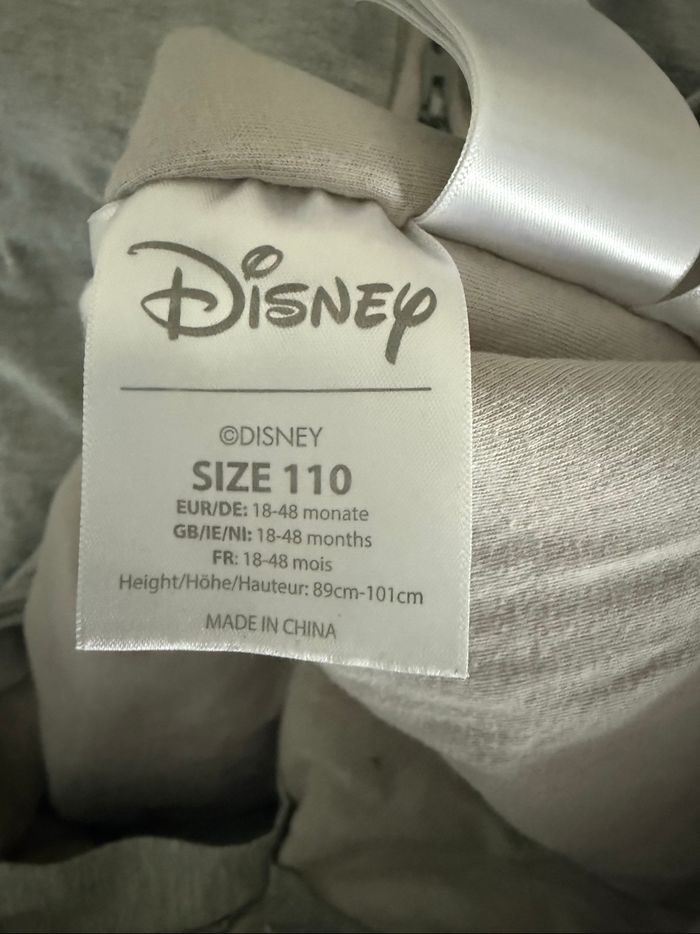 Disney
©DISNEY
SIZE 110
EUR/DE: 18-48 monate
GB/IE/NI: 18-48 months
FR: 18-48 mois
Height/Höhe/Hauteur: 89cm-101cm
MADE IN CHINA